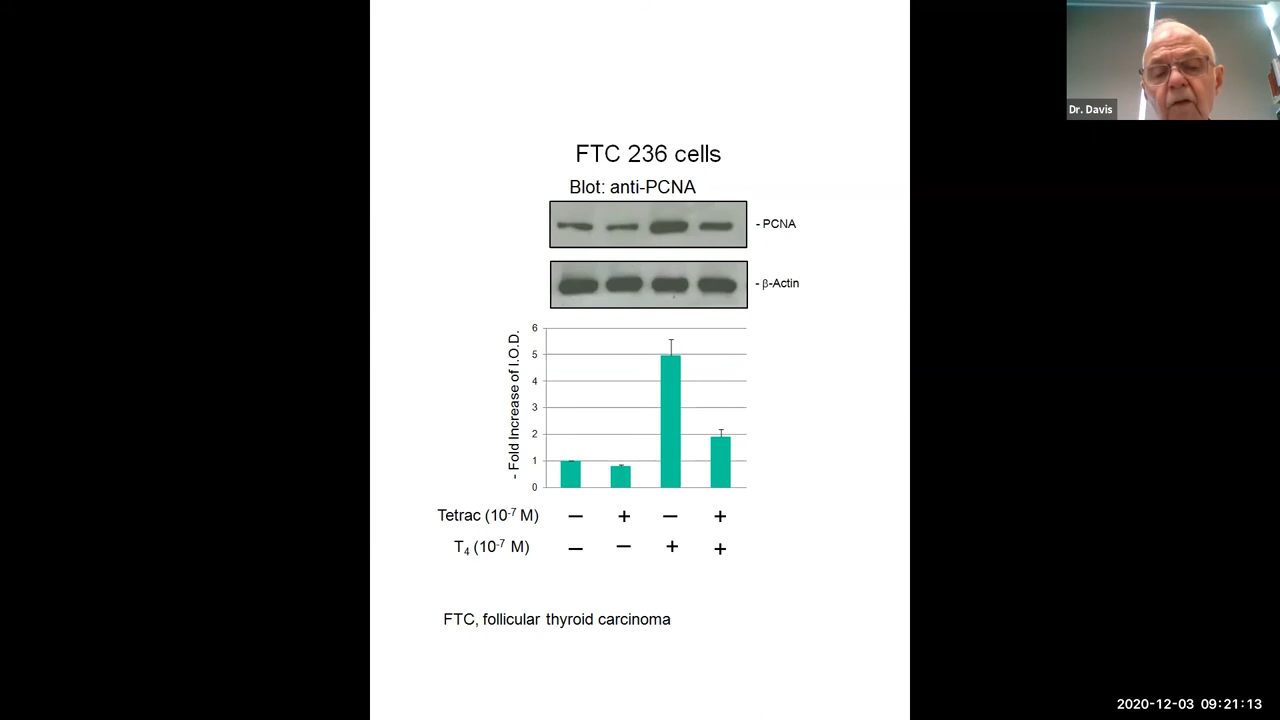 Dr. Davis
FTC 236 cells
Blot: anti-PCNA
- PCNA
- β-Actin
- Fold Increase of I.O.D.
6
5
4
3
2
1
0
Tetrac (10⁻⁷ M) – + – +
T₄ (10⁻⁷ M) – – + +
FTC, follicular thyroid carcinoma
2020-12-03 09:21:13